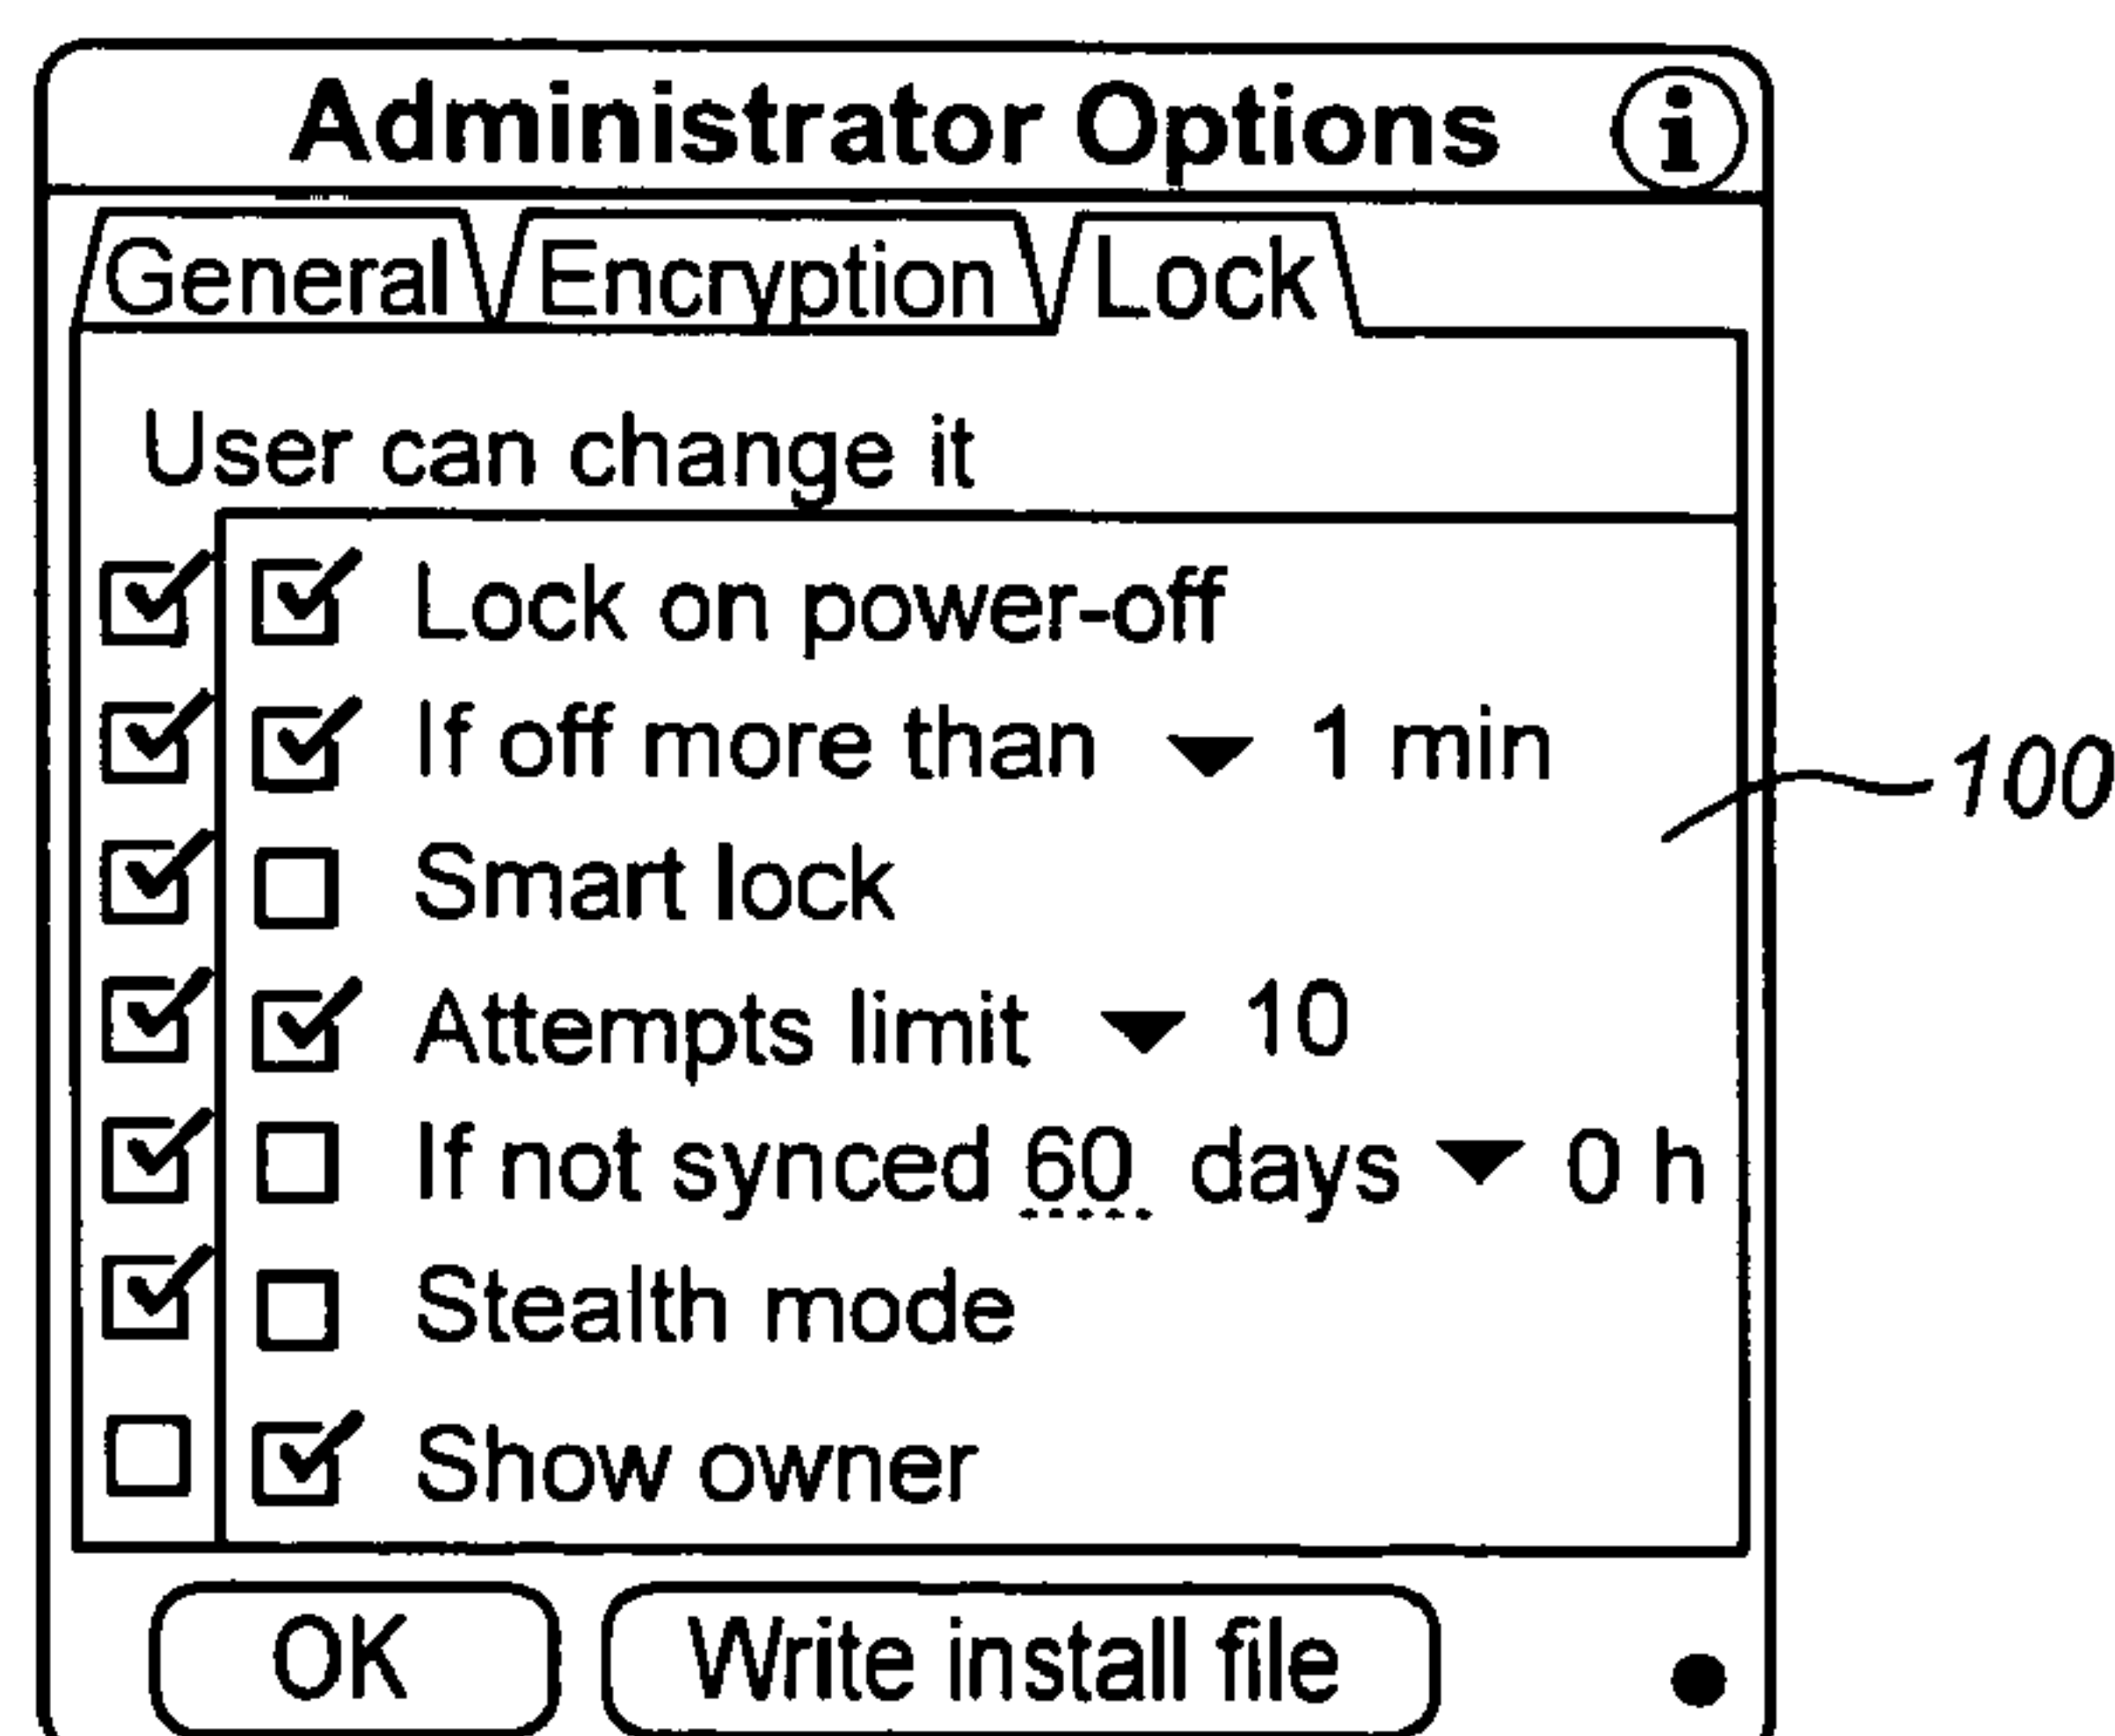 Administrator Options i
General Encryption Lock
User can change it
Lock on power-off
If off more than 1 min
100
Smart lock
Attempts limit 10
If not synced 60 days 0 h
Stealth mode
Show owner
OK Write install file